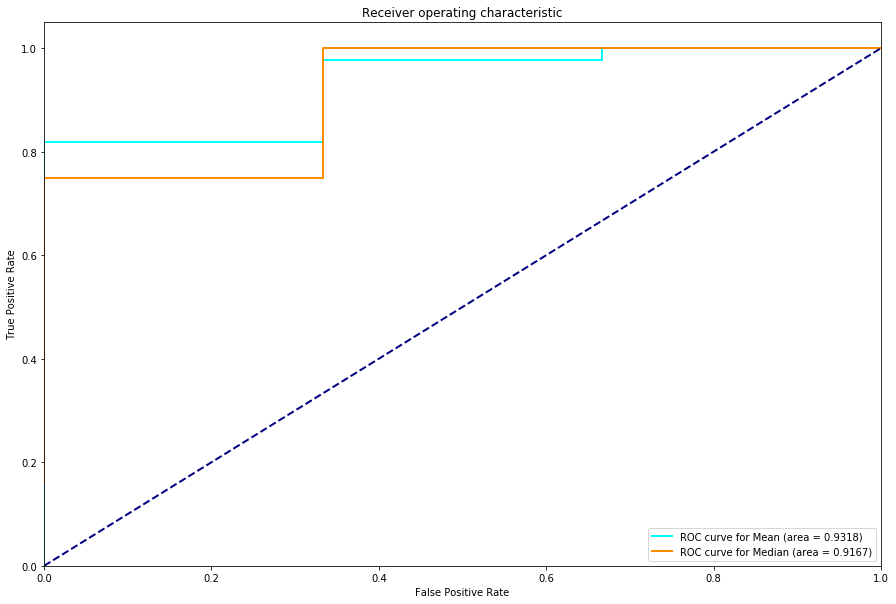 Receiver operating characteristic
True Positive Rate
1.0
0.8
0.6
0.4
0.2
0.0
ROC curve for Mean (area = 0.9318)
ROC curve for Median (area = 0.9167)
0.0 0.2 0.4 0.6 0.8 1.0
False Positive Rate